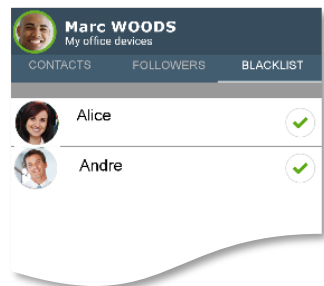 Marc WOODS
My office devices
CONTACTS FOLLOWERS BLACKLIST
Alice
Andre